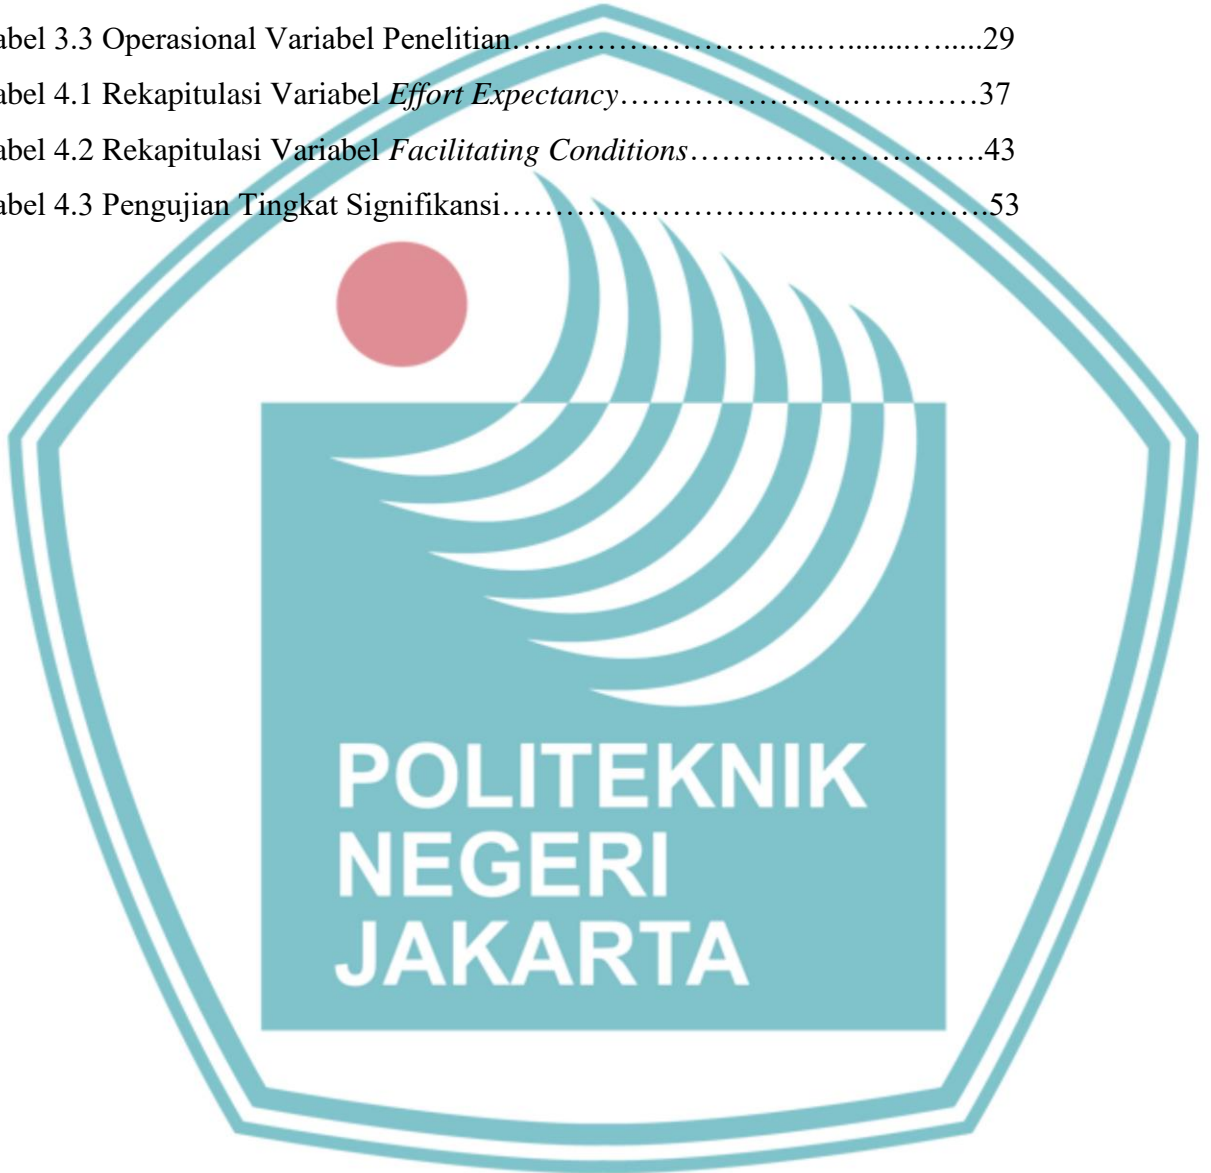 abel 3.3 Operasional Variabel Penelitian…………………………..….........….....29
abel 4.1 Rekapitulasi Variabel Effort Expectancy…………………..…………37
abel 4.2 Rekapitulasi Variabel Facilitating Conditions……………………….43
abel 4.3 Pengujian Tingkat Signifikansi……………………………………….53
POLITEKNIK
NEGERI
JAKARTA